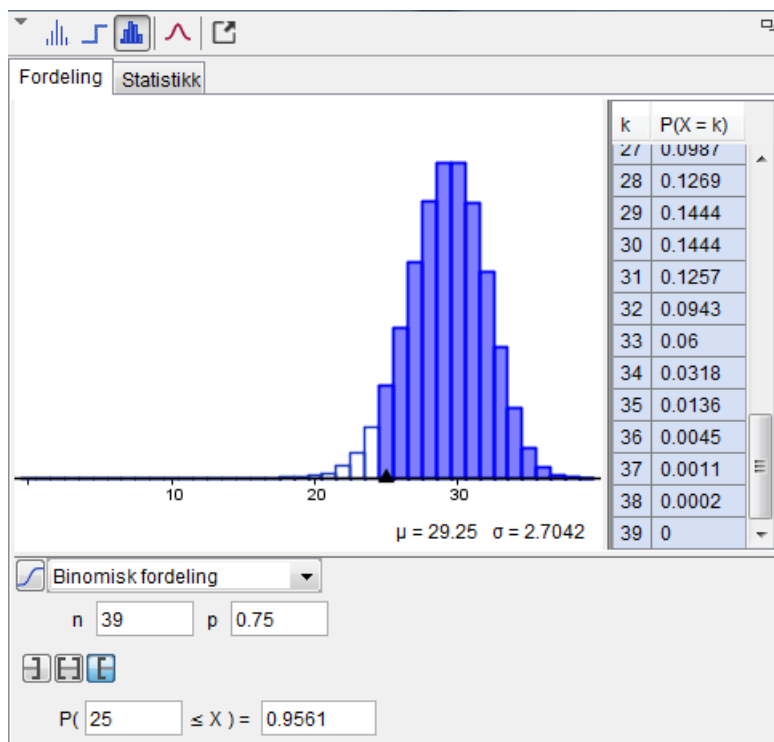 Fordeling Statistikk
k P(X = k)
27 0.0987
28 0.1269
29 0.1444
30 0.1444
31 0.1257
32 0.0943
33 0.06
34 0.0318
35 0.0136
36 0.0045
37 0.0011
38 0.0002
39 0
10 20 30
μ = 29.25 σ = 2.7042
Binomisk fordeling
n 39 p 0.75
P( 25 ≤ X ) = 0.9561